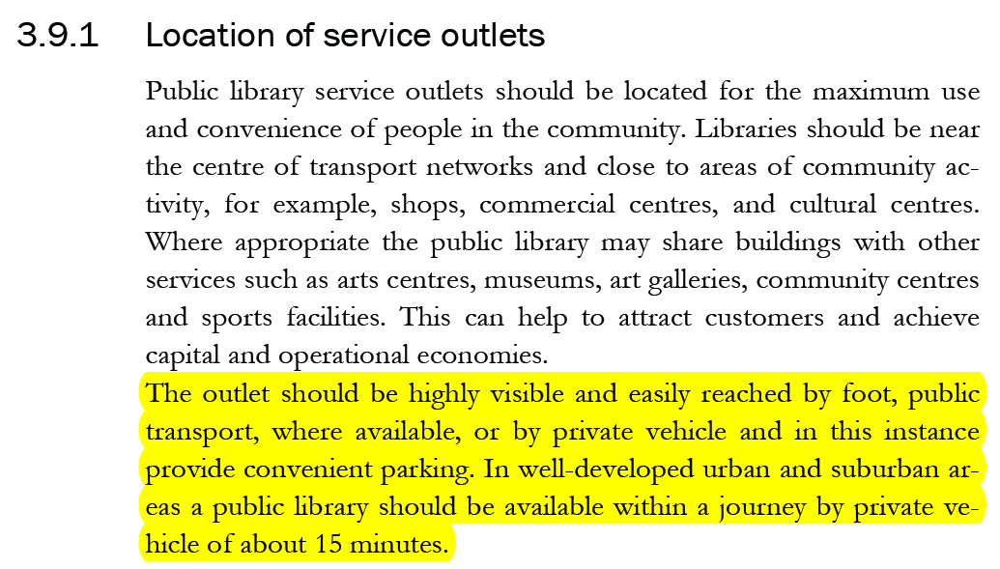 3.9.1 Location of service outlets
Public library service outlets should be located for the maximum use
and convenience of people in the community. Libraries should be near
the centre of transport networks and close to areas of community ac-
tivity, for example, shops, commercial centres, and cultural centres.
Where appropriate the public library may share buildings with other
services such as arts centres, museums, art galleries, community centres
and sports facilities. This can help to attract customers and achieve
capital and operational economies.
The outlet should be highly visible and easily reached by foot, public
transport, where available, or by private vehicle and in this instance
provide convenient parking. In well-developed urban and suburban ar-
eas a public library should be available within a journey by private ve-
hicle of about 15 minutes.